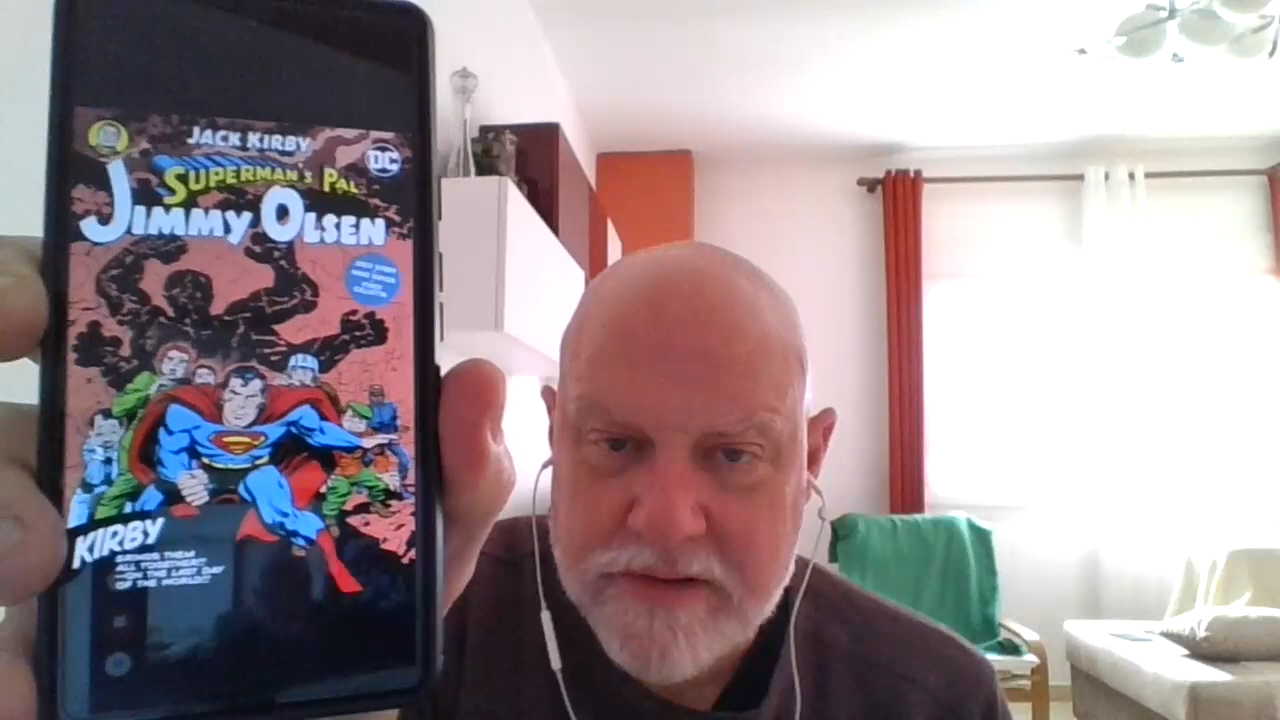 JACK KIRBY
DC
SUPERMAN'S PAL
JIMMY OLSEN
KIRBY
BRINGS THEM
ALL TOGETHER!!
—ON THE LAST DAY
OF THE WORLD!!